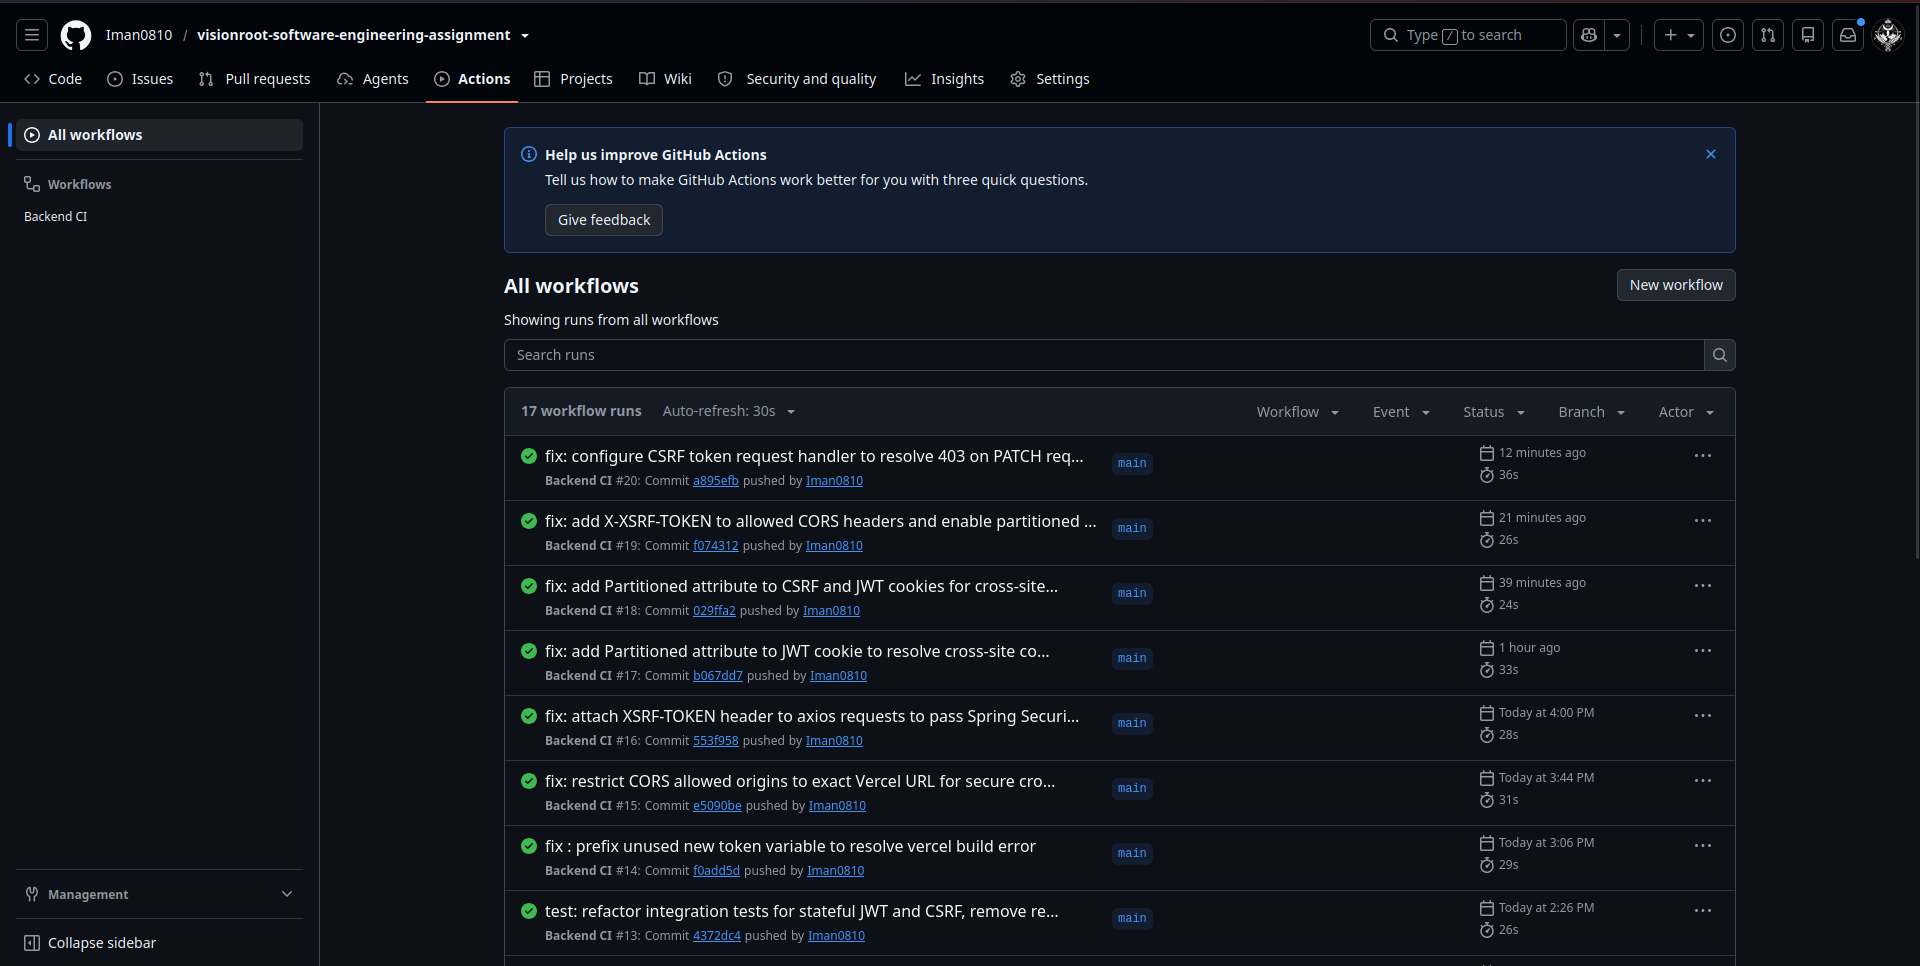 Iman0810 / visionroot-software-engineering-assignment
Type / to search
Code
Issues
Pull requests
Agents
Actions
Projects
Wiki
Security and quality
Insights
Settings
All workflows
Workflows
Backend CI
Management
Collapse sidebar
Help us improve GitHub Actions
Tell us how to make GitHub Actions work better for you with three quick questions.
Give feedback
All workflows
New workflow
Showing runs from all workflows
Search runs
17 workflow runs Auto-refresh: 30s Workflow Event Status Branch Actor
fix: configure CSRF token request handler to resolve 403 on PATCH req...
main
12 minutes ago
Backend CI #20: Commit a895efb pushed by Iman0810
36s
fix: add X-XSRF-TOKEN to allowed CORS headers and enable partitioned ...
main
21 minutes ago
Backend CI #19: Commit f074312 pushed by Iman0810
26s
fix: add Partitioned attribute to CSRF and JWT cookies for cross-site...
main
39 minutes ago
Backend CI #18: Commit 029ffa2 pushed by Iman0810
24s
fix: add Partitioned attribute to JWT cookie to resolve cross-site co...
main
1 hour ago
Backend CI #17: Commit b067dd7 pushed by Iman0810
33s
fix: attach XSRF-TOKEN header to axios requests to pass Spring Securi...
main
Today at 4:00 PM
Backend CI #16: Commit 553f958 pushed by Iman0810
28s
fix: restrict CORS allowed origins to exact Vercel URL for secure cro...
main
Today at 3:44 PM
Backend CI #15: Commit e5090be pushed by Iman0810
31s
fix : prefix unused new token variable to resolve vercel build error
main
Today at 3:06 PM
Backend CI #14: Commit f0add5d pushed by Iman0810
29s
test: refactor integration tests for stateful JWT and CSRF, remove re...
main
Today at 2:26 PM
Backend CI #13: Commit 4372dc4 pushed by Iman0810
26s